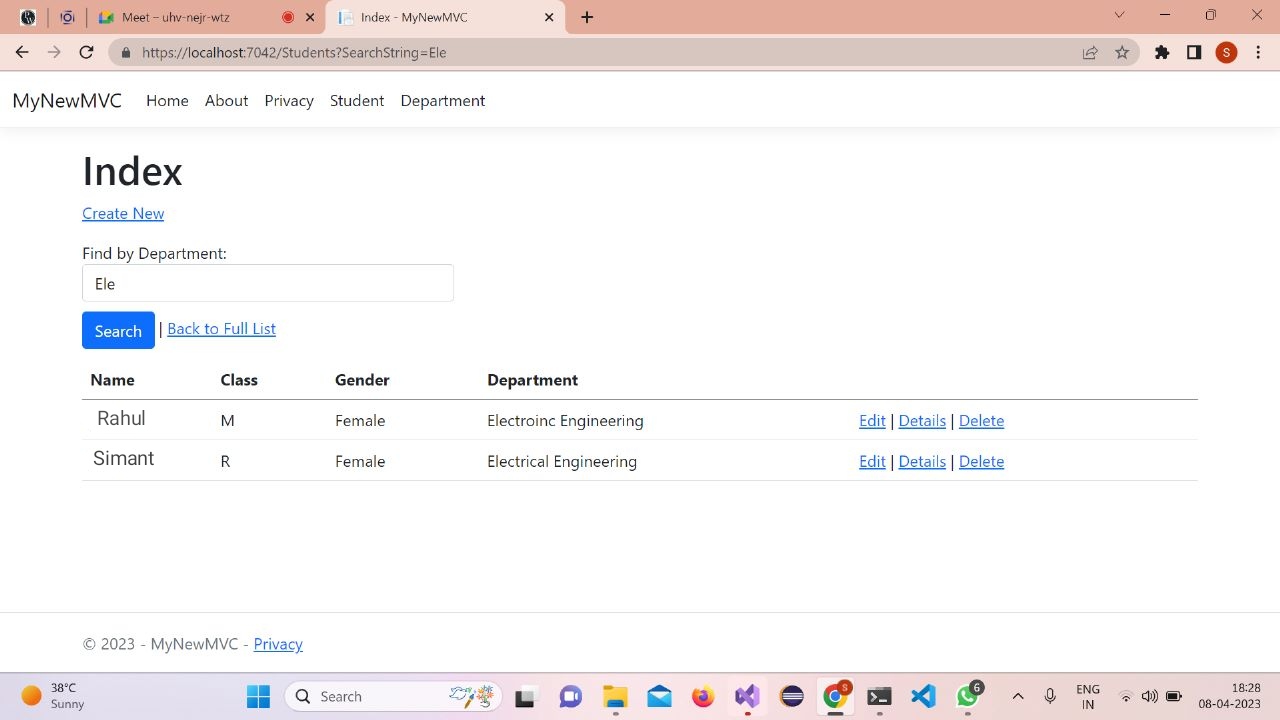 Meet – uhv-nejr-wtz
Index - MyNewMVC
https://localhost:7042/Students?SearchString=Ele
S
MyNewMVC Home About Privacy Student Department
Index
Create New
Find by Department:
Ele
Search | Back to Full List
Name Class Gender Department
Rahul M Female Electroinc Engineering Edit | Details | Delete
Simant R Female Electrical Engineering Edit | Details | Delete
© 2023 - MyNewMVC - Privacy
38°C
Sunny
Search
S
6
ENG
IN
18:28
08-04-2023